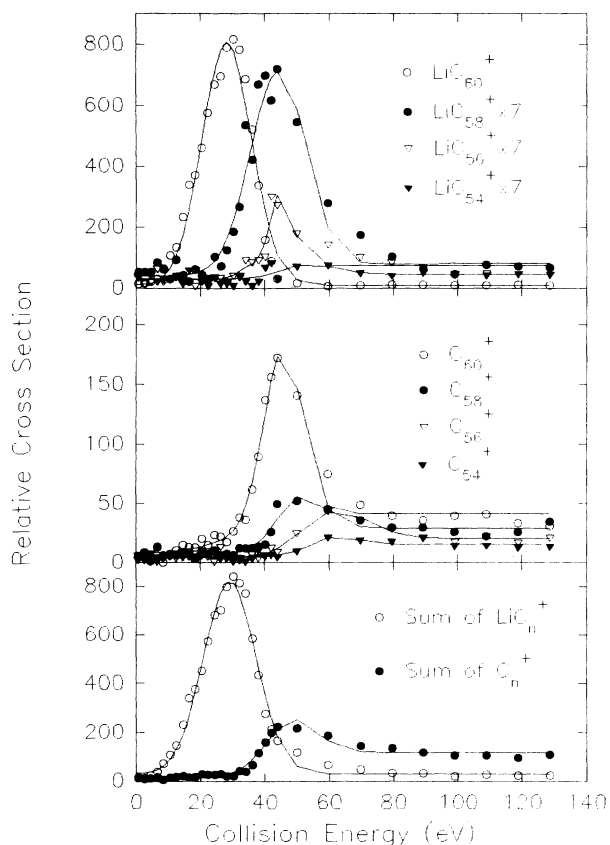 800
600
400
200
0
LiC60+
LiC58+ x7
LiC56+ x7
LiC54+ x7
200
150
100
50
0
C60+
C58+
C56+
C54+
Relative Cross Section
800
600
400
200
0
Sum of LiCn+
Sum of Cn+
0 20 40 60 80 100 120 140
Collision Energy (eV)